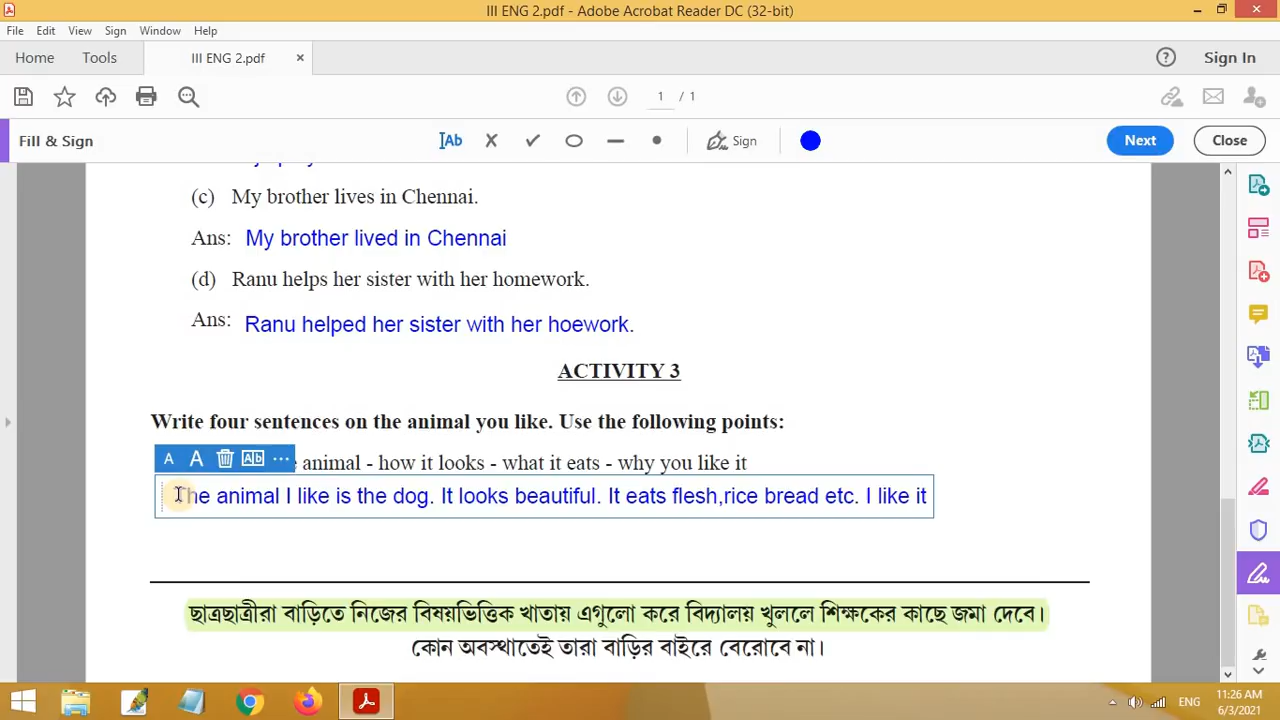 III ENG 2.pdf - Adobe Acrobat Reader DC (32-bit)
File Edit View Sign Window Help
Home Tools III ENG 2.pdf × Sign In
1 / 1
Fill & Sign Ab Sign Next Close
(c) My brother lives in Chennai.
Ans: My brother lived in Chennai
(d) Ranu helps her sister with her homework.
Ans: Ranu helped her sister with her hoework.
ACTIVITY 3
Write four sentences on the animal you like. Use the following points:
A A Ab ... animal - how it looks - what it eats - why you like it
The animal I like is the dog. It looks beautiful. It eats flesh,rice bread etc. I like it
ছাত্রছাত্রীরা বাড়িতে নিজের বিষয়ভিত্তিক খাতায় এগুলো করে বিদ্যালয় খুললে শিক্ষকের কাছে জমা দেবে।
কোন অবস্থাতেই তারা বাড়ির বাইরে বেরোবে না।
ENG 11:26 AM
6/3/2021